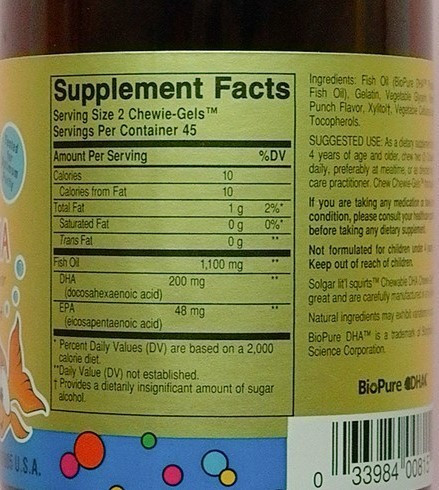 Supplement Facts
Serving Size 2 Chewie-Gels™
Servings Per Container 45
Amount Per Serving %DV
Calories 10
Calories from Fat 10
Total Fat 1 g 2%*
Saturated Fat 0 g 0%*
Trans Fat 0 g **
Fish Oil 1,100 mg **
DHA 200 mg **
(docosahexaenoic acid)
EPA 48 mg **
(eicosapentaenoic acid)
* Percent Daily Values (DV) are based on a 2,000
calorie diet.
**Daily Value (DV) not established.
† Provides a dietarily insignificant amount of sugar
alcohol.
Ingredients: Fish Oil (BioPure DHA™
Fish Oil), Gelatin, Vegetable
Punch Flavor, Xylitol†, Vegetable
Tocopherols.
SUGGESTED USE: As a dietary
4 years of age and older, chew two
daily, preferably at mealtime, or as
care practitioner. Chew Chewie-Gels
If you are taking any medication or
condition, please consult your
before taking any dietary supplement.
Not formulated for children under
Keep out of reach of children.
Solgar lit'l squirts™ Chewable DHA
great and are carefully manufactured
Natural ingredients may exhibit
BioPure DHA™ is a trademark of
Science Corporation.
BioPure DHA
U.S.A.
0 33984 00815